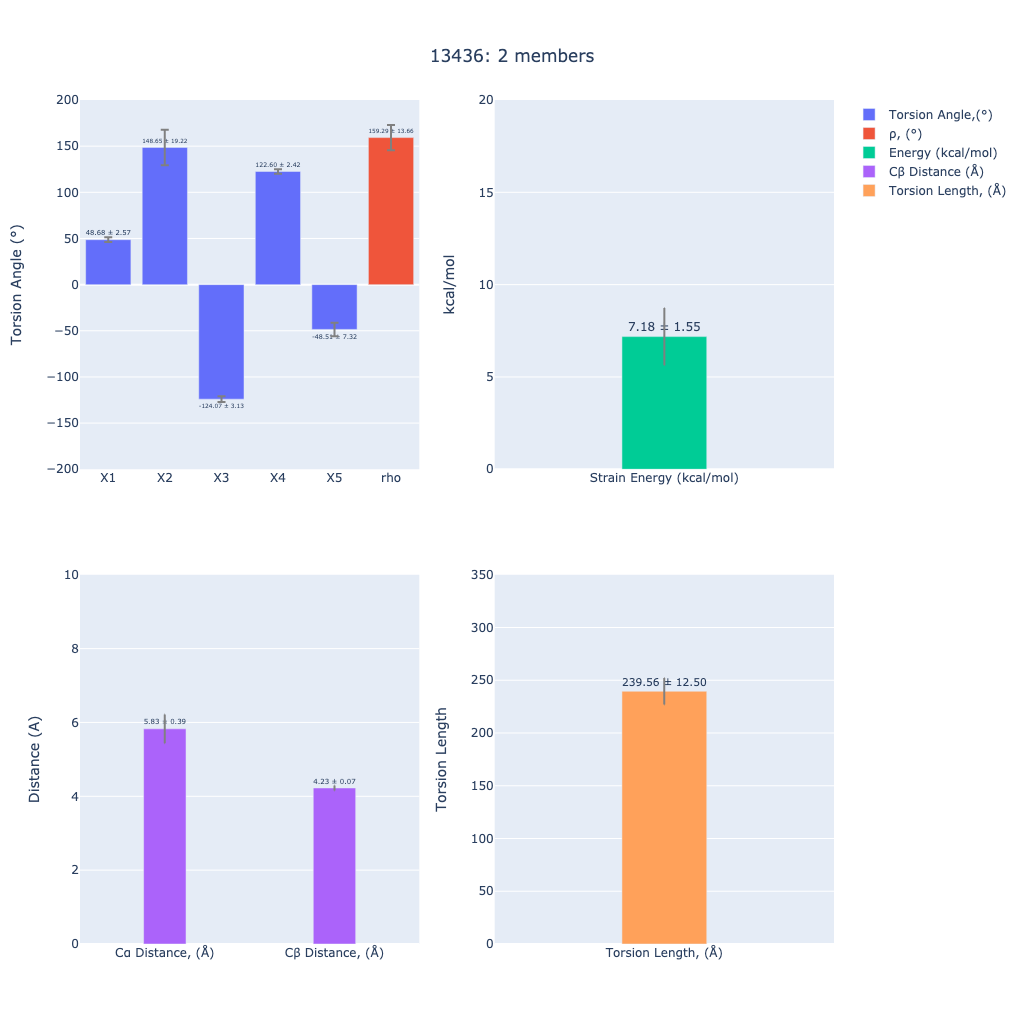 13436: 2 members
Torsion Angle (°)
200
150
100
50
0
−50
−100
−150
−200
48.68 ± 2.57
148.65 ± 19.22
-124.07 ± 3.13
122.60 ± 2.42
-48.51 ± 7.32
159.29 ± 13.66
X1 X2 X3 X4 X5 rho
kcal/mol
20
15
10
5
0
7.18 ± 1.55
Strain Energy (kcal/mol)
Torsion Angle,(°)
ρ, (°)
Energy (kcal/mol)
Cβ Distance (Å)
Torsion Length, (Å)
Distance (A)
10
8
6
4
2
0
5.83 ± 0.39
4.23 ± 0.07
Cα Distance, (Å) Cβ Distance, (Å)
Torsion Length
350
300
250
200
150
100
50
0
239.56 ± 12.50
Torsion Length, (Å)